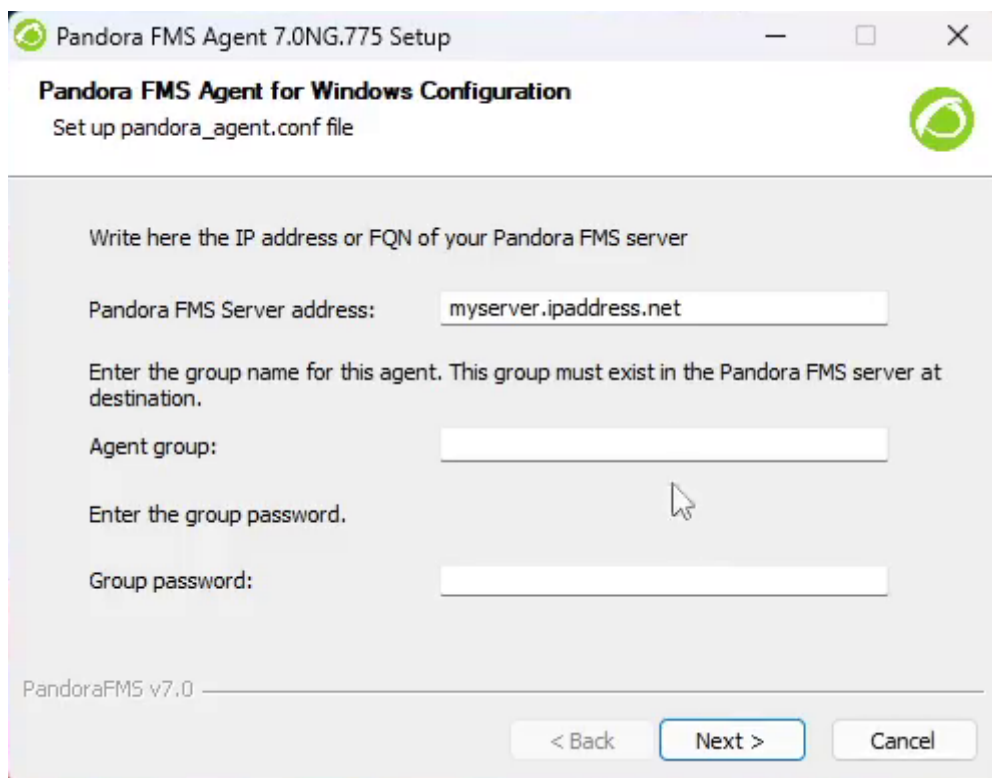 Pandora FMS Agent 7.0NG.775 Setup
Pandora FMS Agent for Windows Configuration
Set up pandora_agent.conf file
Write here the IP address or FQN of your Pandora FMS server
Pandora FMS Server address: myserver.ipaddress.net
Enter the group name for this agent. This group must exist in the Pandora FMS server at
destination.
Agent group:
Enter the group password.
Group password:
PandoraFMS v7.0
< Back Next > Cancel